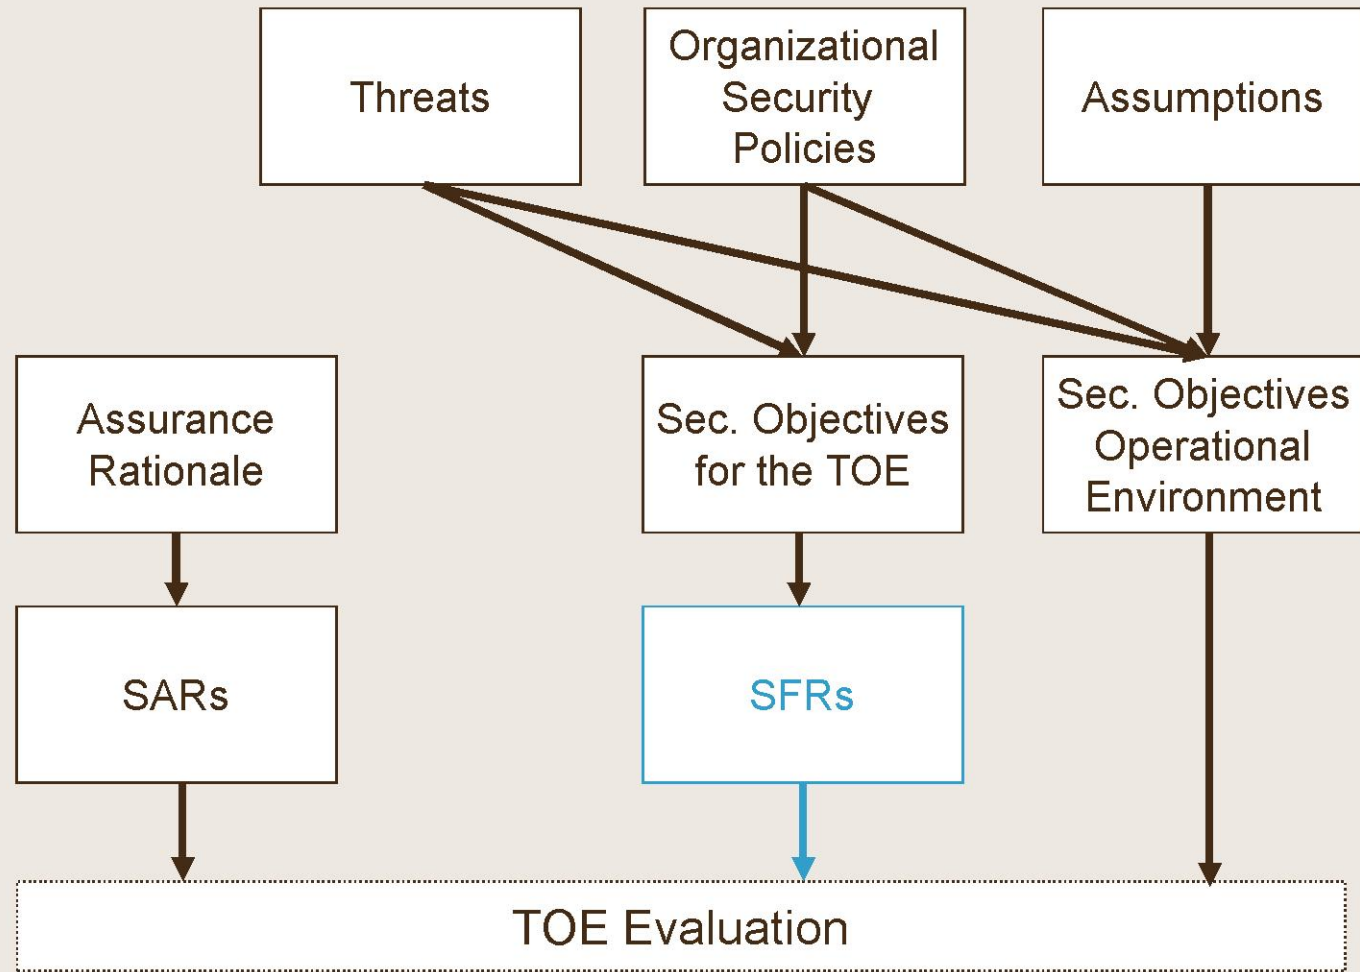 Threats
Organizational
Security
Policies
Assumptions
Assurance
Rationale
Sec. Objectives
for the TOE
Sec. Objectives
Operational
Environment
SARs
SFRs
TOE Evaluation